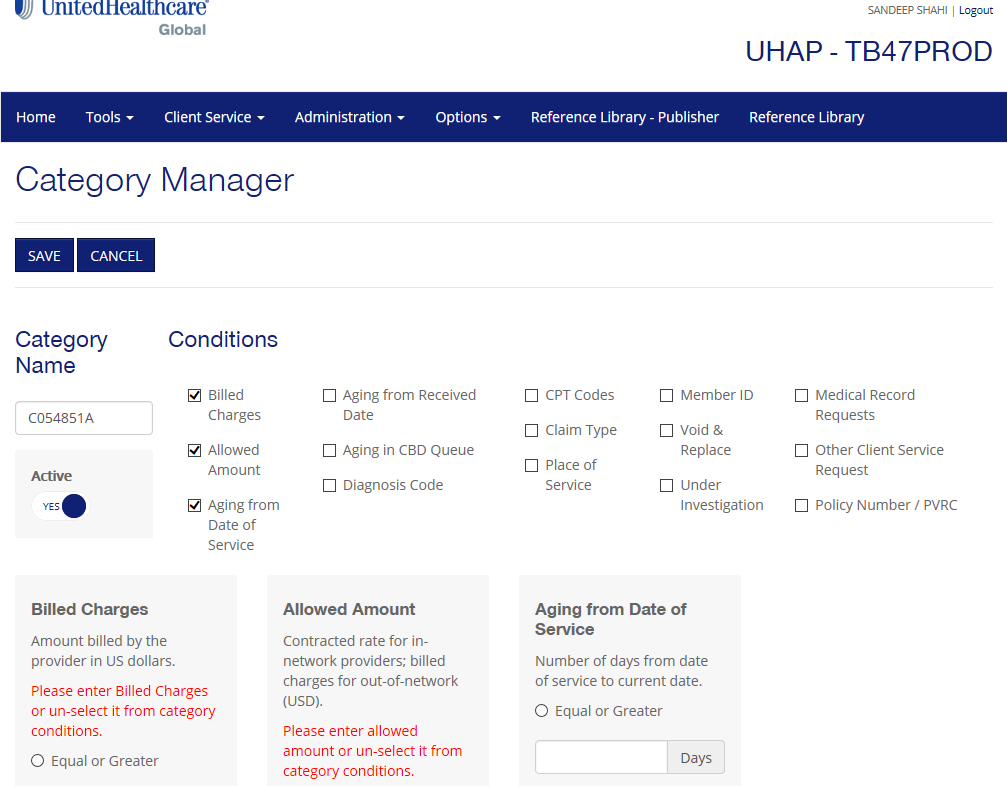 UnitedHealthcare®
Global
SANDEEP SHAHI | Logout
UHAP - TB47PROD
Home Tools Client Service Administration Options Reference Library - Publisher Reference Library
Category Manager
SAVE CANCEL
Category
Name
C054851A
Active
YES
Conditions
Billed
Charges
Allowed
Amount
Aging from
Date of
Service
Aging from Received
Date
Aging in CBD Queue
Diagnosis Code
CPT Codes
Claim Type
Place of
Service
Member ID
Void &
Replace
Under
Investigation
Medical Record
Requests
Other Client Service
Request
Policy Number / PVRC
Billed Charges
Amount billed by the
provider in US dollars.
Please enter Billed Charges
or un-select it from category
conditions.
Equal or Greater
Allowed Amount
Contracted rate for in-
network providers; billed
charges for out-of-network
(USD).
Please enter allowed
amount or un-select it from
category conditions.
Aging from Date of
Service
Number of days from date
of service to current date.
Equal or Greater
Days